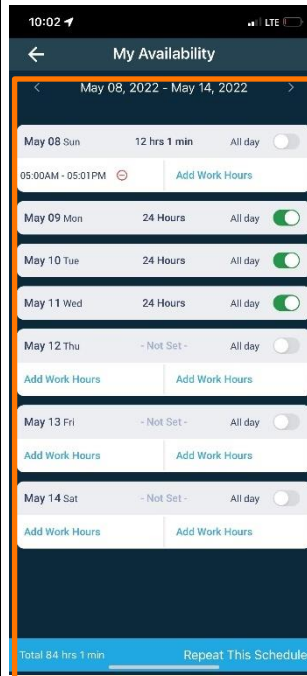 10:02 LTE
My Availability
May 08, 2022 - May 14, 2022
May 08 Sun 12 hrs 1 min All day
05:00AM - 05:01PM Add Work Hours
May 09 Mon 24 Hours All day
May 10 Tue 24 Hours All day
May 11 Wed 24 Hours All day
May 12 Thu - Not Set - All day
Add Work Hours Add Work Hours
May 13 Fri - Not Set - All day
Add Work Hours Add Work Hours
May 14 Sat - Not Set - All day
Add Work Hours Add Work Hours
Total 84 hrs 1 min Repeat This Schedule